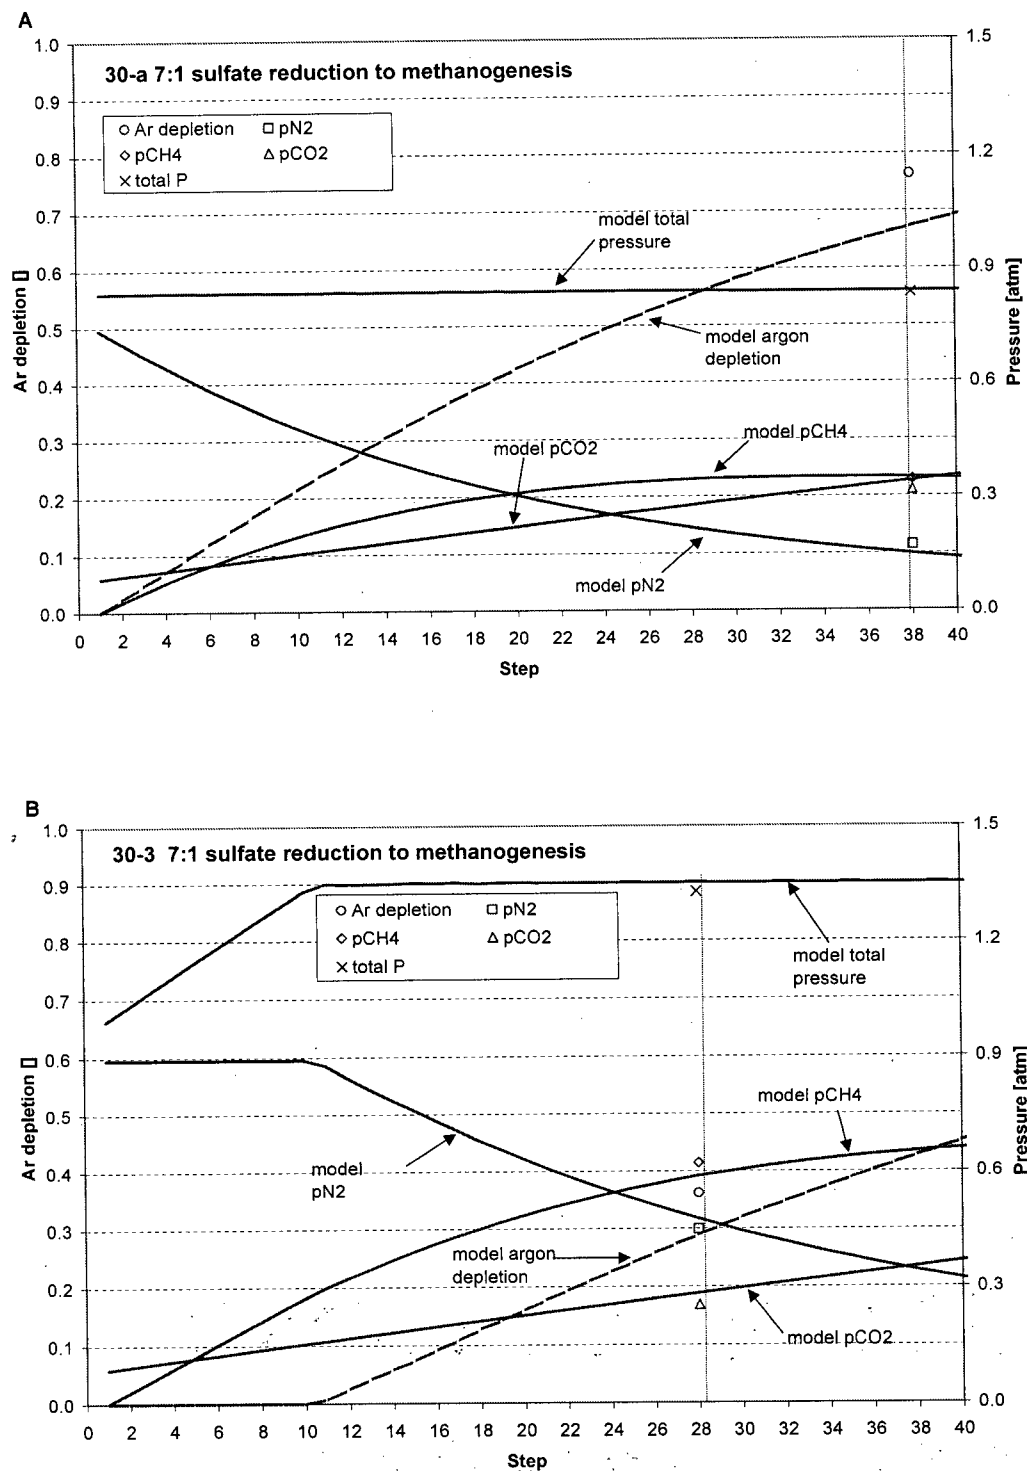 A
30-a 7:1 sulfate reduction to methanogenesis
Ar depletion pN2
pCH4 pCO2
total P
model total
pressure
model argon
depletion
model pCO2
model pCH4
model pN2
1.0
0.9
0.8
0.7
0.6
0.5
0.4
0.3
0.2
0.1
0.0
Ar depletion []
1.5
1.2
0.9
0.6
0.3
0.0
Pressure [atm]
0 2 4 6 8 10 12 14 16 18 20 22 24 26 28 30 32 34 36 38 40
Step
B
30-3 7:1 sulfate reduction to methanogenesis
Ar depletion pN2
pCH4 pCO2
total P
model total
pressure
model pCH4
model
pN2
model argon
depletion
model pCO2
1.0
0.9
0.8
0.7
0.6
0.5
0.4
0.3
0.2
0.1
0.0
Ar depletion []
1.5
1.2
0.9
0.6
0.3
0.0
Pressure [atm]
0 2 4 6 8 10 12 14 16 18 20 22 24 26 28 30 32 34 36 38 40
Step